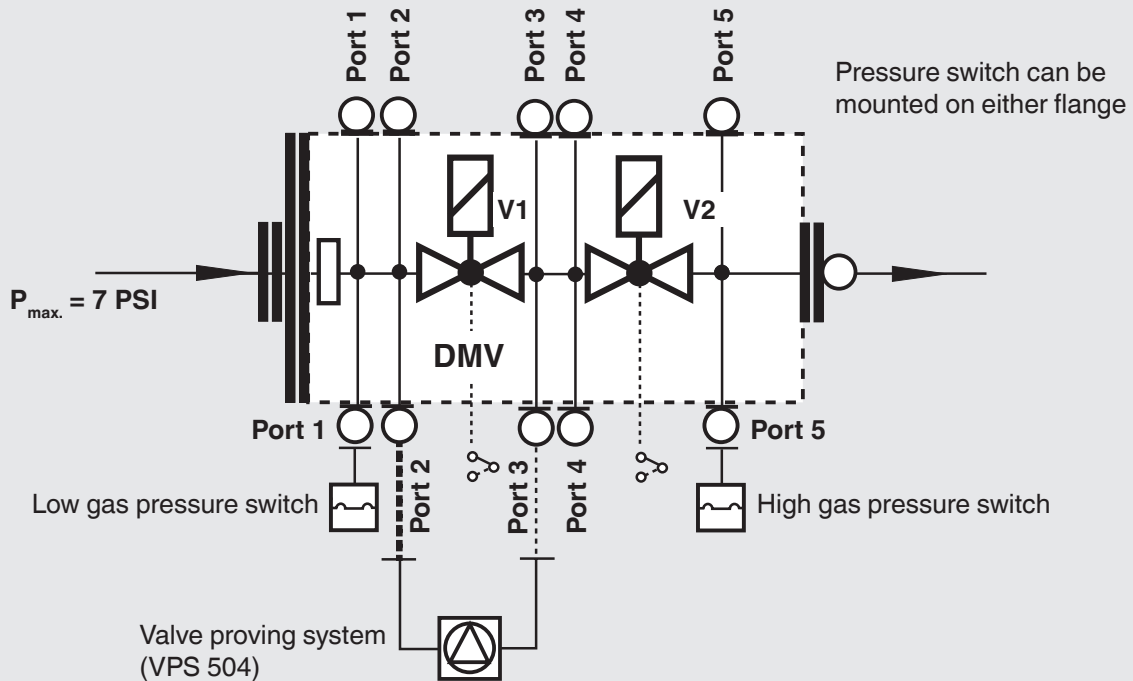 Port 1
Port 2
Port 3
Port 4
Port 5
Pressure switch can be
mounted on either flange
V1
V2
Pmax. = 7 PSI
DMV
Port 1
Port 2
Port 3
Port 4
Port 5
Low gas pressure switch
High gas pressure switch
Valve proving system
(VPS 504)